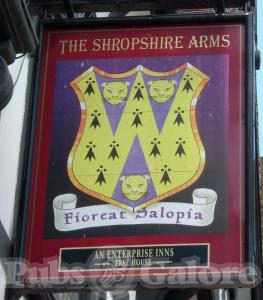 THE SHROPSHIRE ARMS
Floreat Salopia
AN ENTERPRISE INNS
FREE HOUSE
Pubs Galore